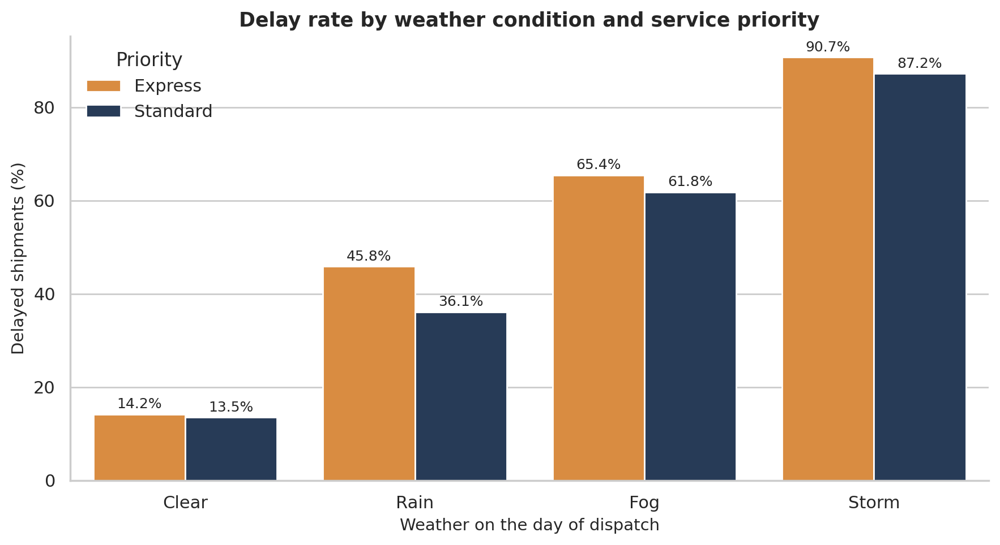 Delay rate by weather condition and service priority
Priority
Express
Standard
Delayed shipments (%)
80
60
40
20
0
14.2%
13.5%
45.8%
36.1%
65.4%
61.8%
90.7%
87.2%
Clear
Rain
Fog
Storm
Weather on the day of dispatch